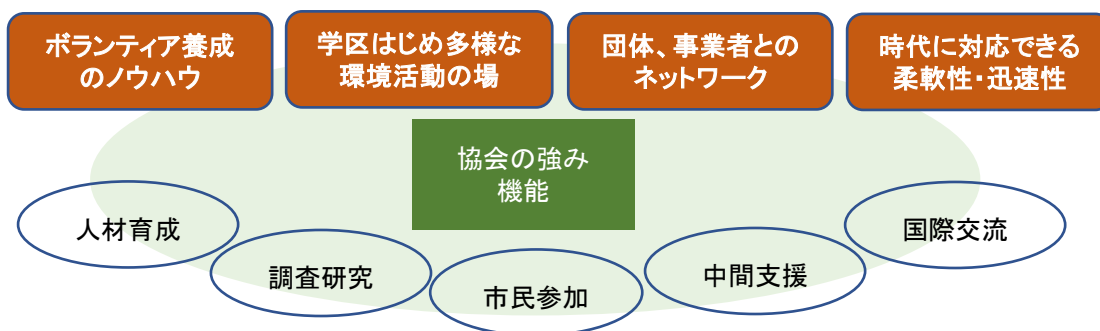 ボランティア養成
のノウハウ
学区はじめ多様な
環境活動の場
団体、事業者との
ネットワーク
時代に対応できる
柔軟性・迅速性
協会の強み
機能
人材育成
調査研究
市民参加
中間支援
国際交流